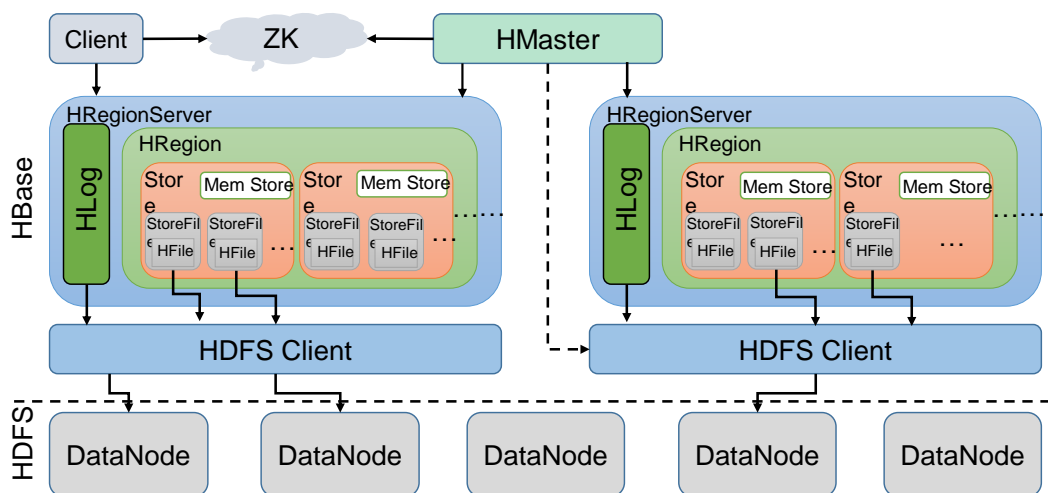 Client
ZK
HMaster
HBase
HRegionServer
HLog
HRegion
Stor
e
Mem Store
StoreFil
e
HFile
StoreFil
e
HFile
...
Stor
e
Mem Store
StoreFil
e
HFile
StoreFil
e
HFile
...
......
HRegionServer
HLog
HRegion
Stor
e
Mem Store
StoreFil
e
HFile
StoreFil
e
HFile
...
Stor
e
Mem Store
StoreFil
e
HFile
...
......
HDFS Client
HDFS Client
HDFS
DataNode
DataNode
DataNode
DataNode
DataNode